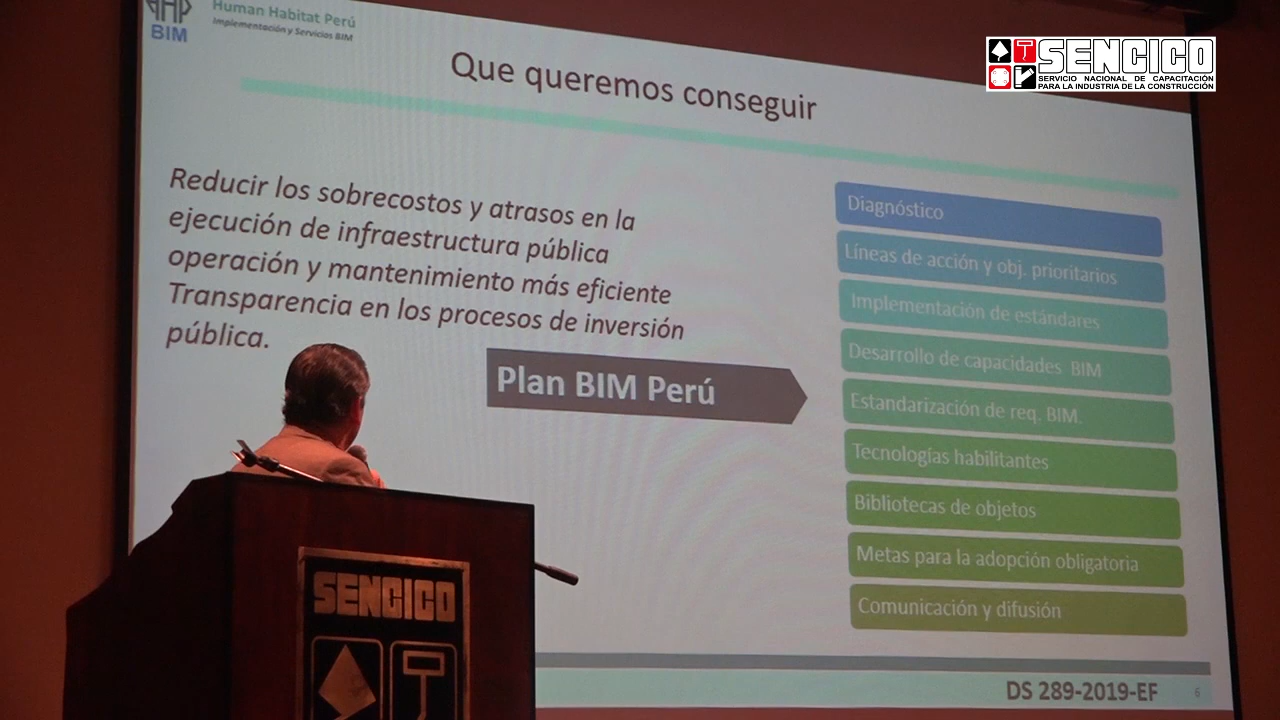 BIM
Human Habitat Perú
Implementación y Servicios BIM
SENCICO
SERVICIO NACIONAL DE CAPACITACIÓN
PARA LA INDUSTRIA DE LA CONSTRUCCIÓN
Que queremos conseguir
Reducir los sobrecostos y atrasos en la
ejecución de infraestructura pública
operación y mantenimiento más eficiente
Transparencia en los procesos de inversión
pública.
Plan BIM Perú
Diagnóstico
Líneas de acción y obj. prioritarios
Implementación de estándares
Desarrollo de capacidades BIM
Estandarización de req. BIM.
Tecnologías habilitantes
Bibliotecas de objetos
Metas para la adopción obligatoria
Comunicación y difusión
DS 289-2019-EF
6
SENCICO